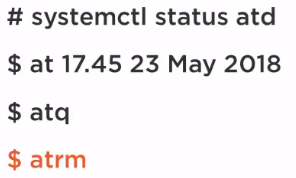 # systemctl status atd
$ at 17.45 23 May 2018
$ atq
$ atrm